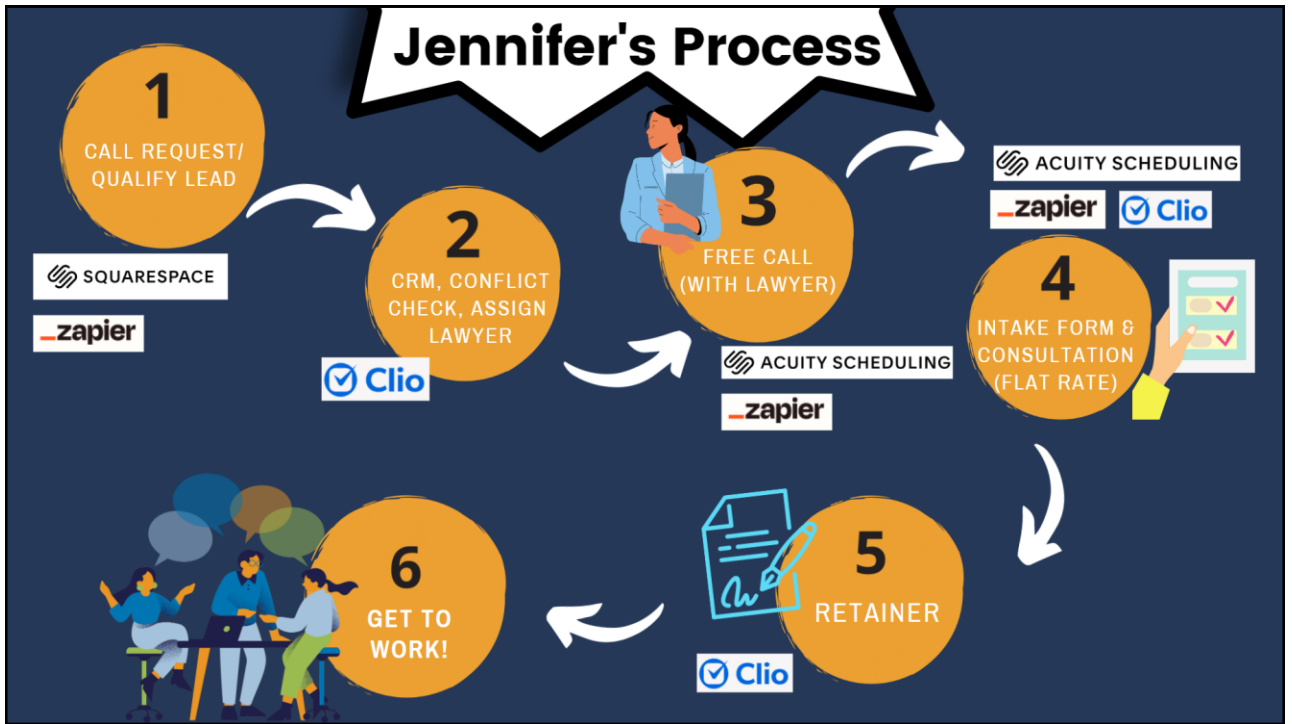 Jennifer's Process
1
CALL REQUEST/
QUALIFY LEAD
SQUARESPACE
zapier
2
CRM, CONFLICT
CHECK, ASSIGN
LAWYER
Clio
3
FREE CALL
(WITH LAWYER)
ACUITY SCHEDULING
zapier
ACUITY SCHEDULING
zapier
Clio
4
INTAKE FORM &
CONSULTATION
(FLAT RATE)
5
RETAINER
Clio
6
GET TO
WORK!